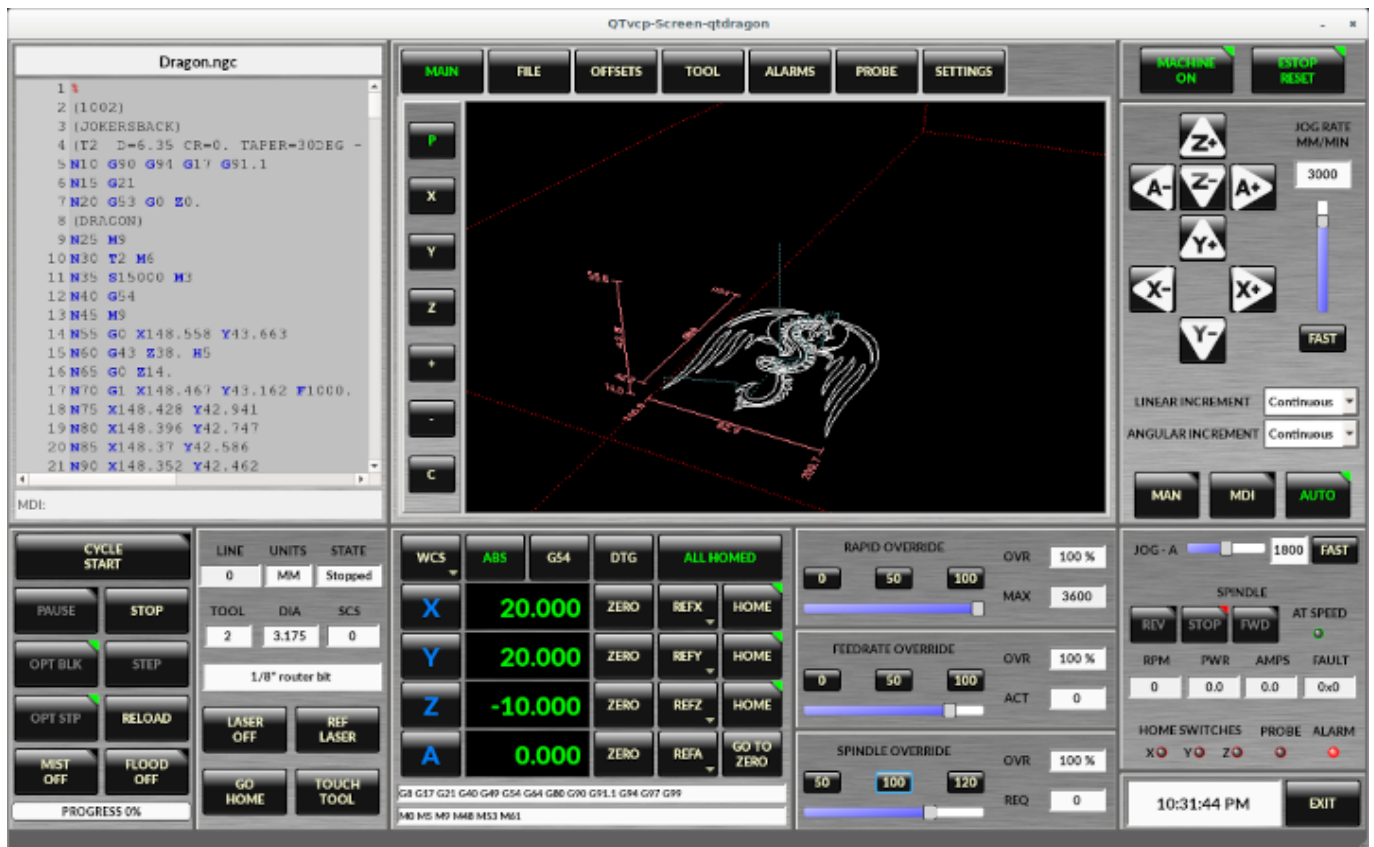 QTvcp-Screen-qtdragon
Dragon.ngc
1 %
2 (1002)
3 (JOKERSBACK)
4 (T2 D=6.35 CR=0. TAPER=30DEG -
5 N10 G90 G94 G17 G91.1
6 N15 G21
7 N20 G53 G0 Z0.
8 (DRAGON)
9 N25 M9
10 N30 T2 M6
11 N35 S15000 M3
12 N40 G54
13 N45 M9
14 N55 G0 X148.558 Y43.663
15 N60 G43 Z38. H5
16 N65 G0 Z14.
17 N70 G1 X148.467 Y43.162 F1000.
18 N75 X148.428 Y42.941
19 N80 X148.396 Y42.747
20 N85 X148.37 Y42.586
21 N90 X148.352 Y42.462
MDI:
MAIN FILE OFFSETS TOOL ALARMS PROBE SETTINGS
P
X
Y
Z
+
-
C
MACHINE ON
ESTOP RESET
Z+
A- Z- A+
Y+
X- X+
Y-
JOG RATE
MM/MIN
3000
FAST
LINEAR INCREMENT Continuous
ANGULAR INCREMENT Continuous
MAN MDI AUTO
CYCLE
START
PAUSE STOP
OPT BLK STEP
OPT STP RELOAD
MIST OFF FLOOD OFF
PROGRESS 0%
LINE UNITS STATE
0 MM Stopped
TOOL DIA SCS
2 3.175 0
1/8" router bit
LASER OFF REF LASER
GO HOME TOUCH TOOL
WCS ABS G54 DTG ALL HOMED
X 20.000 ZERO REFX HOME
Y 20.000 ZERO REFY HOME
Z -10.000 ZERO REFZ HOME
A 0.000 ZERO REFA GO TO ZERO
G8 G17 G21 G40 G49 G54 G64 G80 G90 G91.1 G94 G97 G99
M0 M5 M9 M48 M53 M61
RAPID OVERRIDE
0 50 100
OVR 100 %
MAX 3600
FEEDRATE OVERRIDE
0 50 100
OVR 100 %
ACT 0
SPINDLE OVERRIDE
50 100 120
OVR 100 %
REQ 0
JOG - A 1800 FAST
SPINDLE
REV STOP FWD AT SPEED
RPM PWR AMPS FAULT
0 0.0 0.0 0x0
HOME SWITCHES PROBE ALARM
X Y Z
10:31:44 PM EXIT